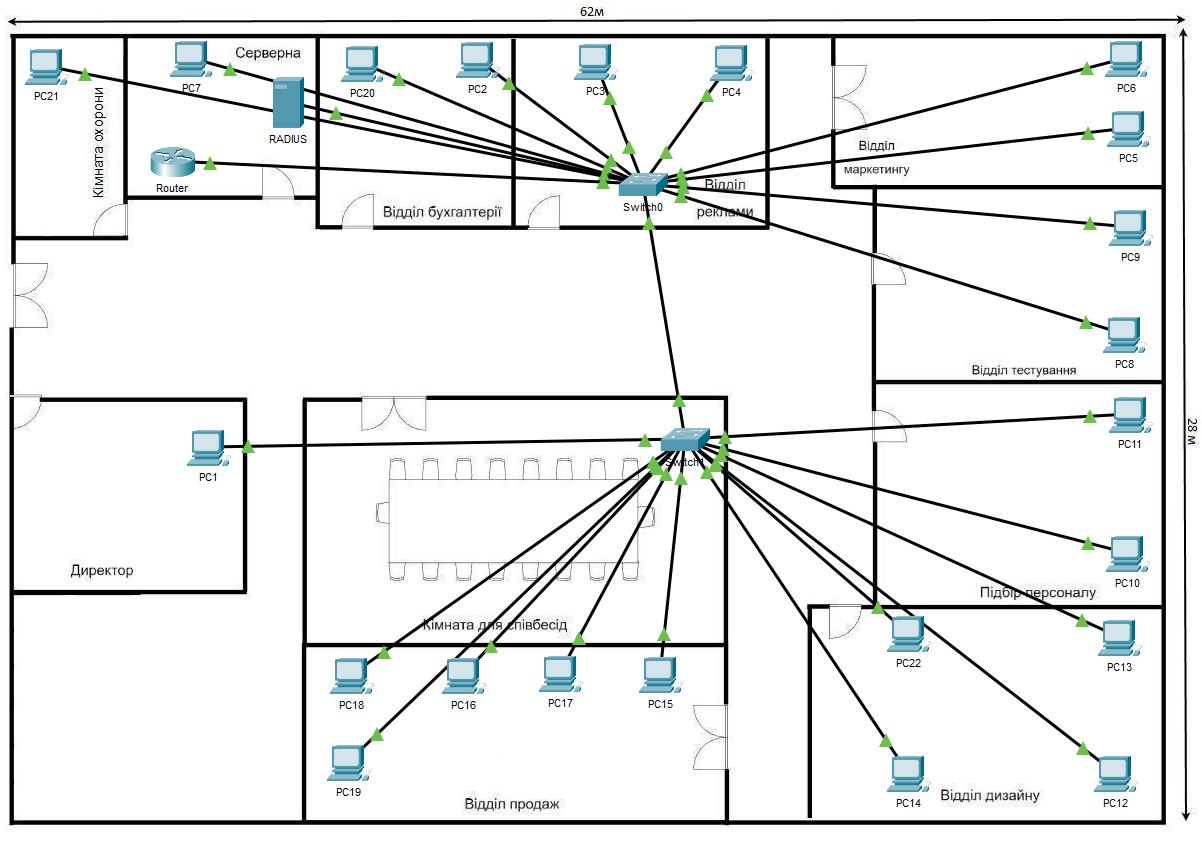 62м
Серверна
PC21
PC7
PC20
PC2
PC3
PC4
PC6
RADIUS
Кімната охорони
Router
Відділ
маркетингу
PC5
Відділ
реклами
Switch0
Відділ бухгалтерії
PC9
PC8
Відділ тестування
28 м
PC1
Switch1
PC11
Директор
PC10
Підбір персоналу
Кімната для співбесід
PC22
PC13
PC18
PC16
PC17
PC15
PC19
Відділ продаж
PC14
Відділ дизайну
PC12